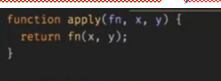 function apply(fn, x, y) {
  return fn(x, y);
}